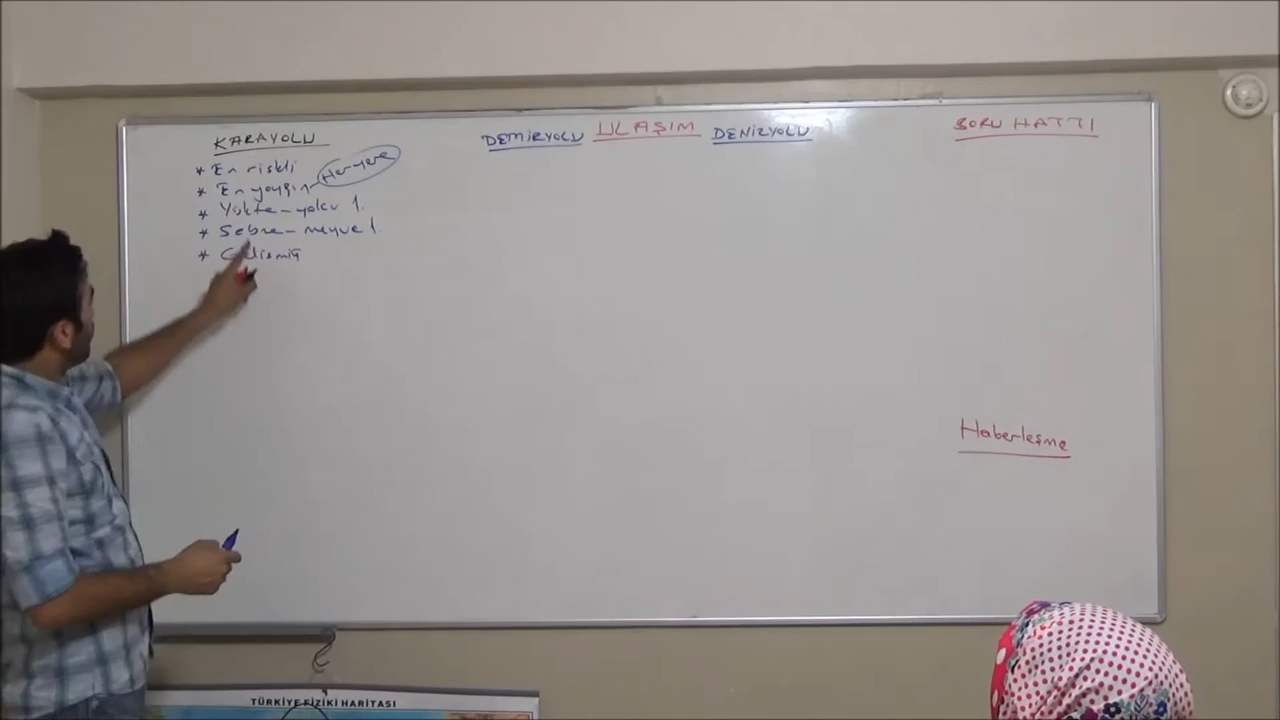 KARAYOLU
* En riskli
* En yaygın - Her yere
* Yükte - yolcu 1.
* Sebze - meyve 1.
* Gelişmiş
DEMİRYOLU ULAŞIM DENİZYOLU
BORU HATTI
Haberleşme
TÜRKİYE FİZİKİ HARİTASI